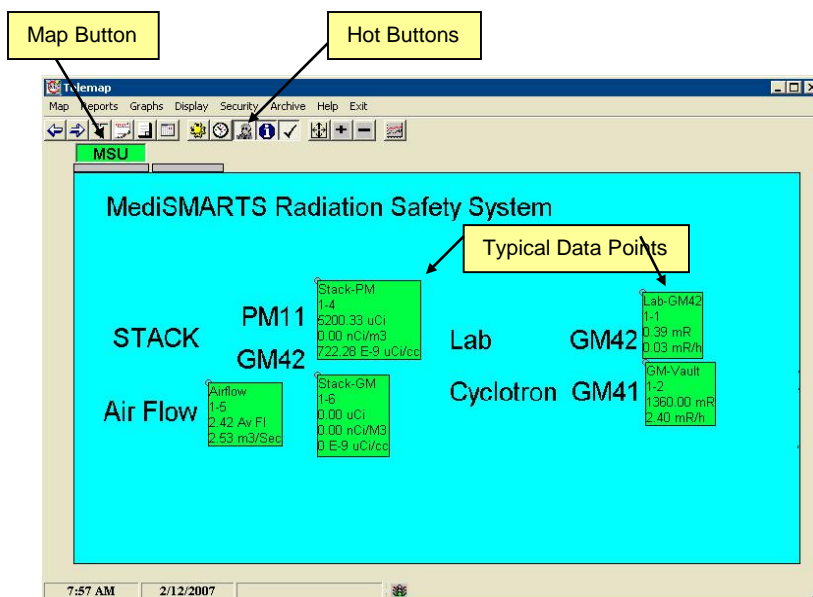 Map Button
Hot Buttons
Telemap
Map Reports Graphs Display Security Archive Help Exit
MSU
MediSMARTS Radiation Safety System
Typical Data Points
STACK
PM11
GM42
Stack-PM
1-4
5200.33 uCi
0.00 nCi/m3
722.28 E-9 uCi/cc
Lab
GM42
Lab-GM42
1-1
0.39 mR
0.03 mR/h
Air Flow
Airflow
1-5
2.42 Av Fl
2.53 m3/Sec
Stack-GM
1-6
0.00 uCi
0.00 nCi/M3
0 E-9 uCi/cc
Cyclotron
GM41
GM-Vault
1-2
1360.00 mR
2.40 mR/h
7:57 AM
2/12/2007